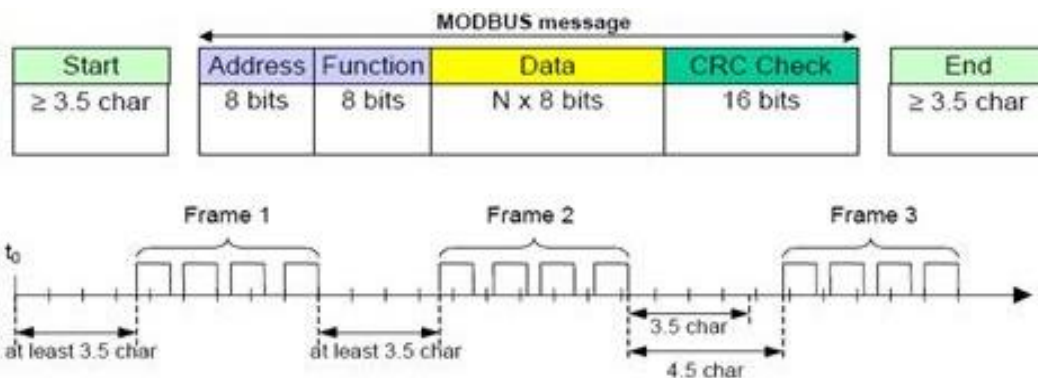 MODBUS message
Start Address Function Data CRC Check End
≥ 3.5 char 8 bits 8 bits N x 8 bits 16 bits ≥ 3.5 char
Frame 1 Frame 2 Frame 3
t0
3.5 char
at least 3.5 char at least 3.5 char
4.5 char